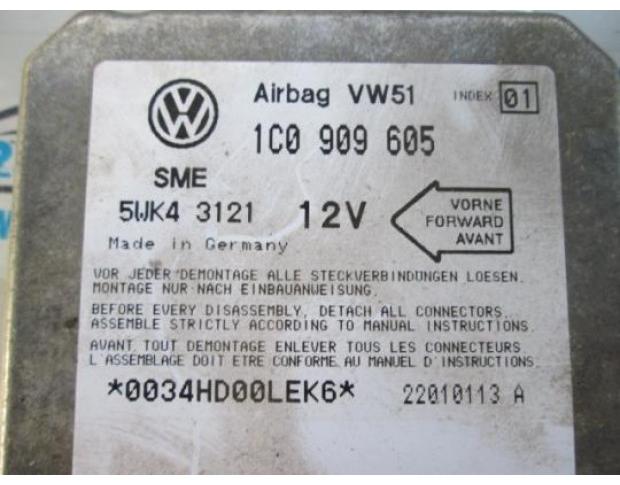 Airbag VW51 INDEX 01
1C0 909 605
SME
5WK4 3121 12V
VORNE
FORWARD
AVANT
Made in Germany
VOR JEDER DEMONTAGE ALLE STECKVERBINDUNGEN LOESEN.
MONTAGE NUR NACH EINBAUANWEISUNG.
BEFORE EVERY DISASSEMBLY, DETACH ALL CONNECTORS.
ASSEMBLE STRICTLY ACCORDING TO MANUAL INSTRUCTIONS.
AVANT TOUT DEMONTAGE ENLEVER TOUS LES CONNECTEURS.
L'ASSEMBLAGE DOIT ETRE CONFORME AU MANUEL D'INSTRUCTIONS.
*0034HD00LEK6* 22010113 A